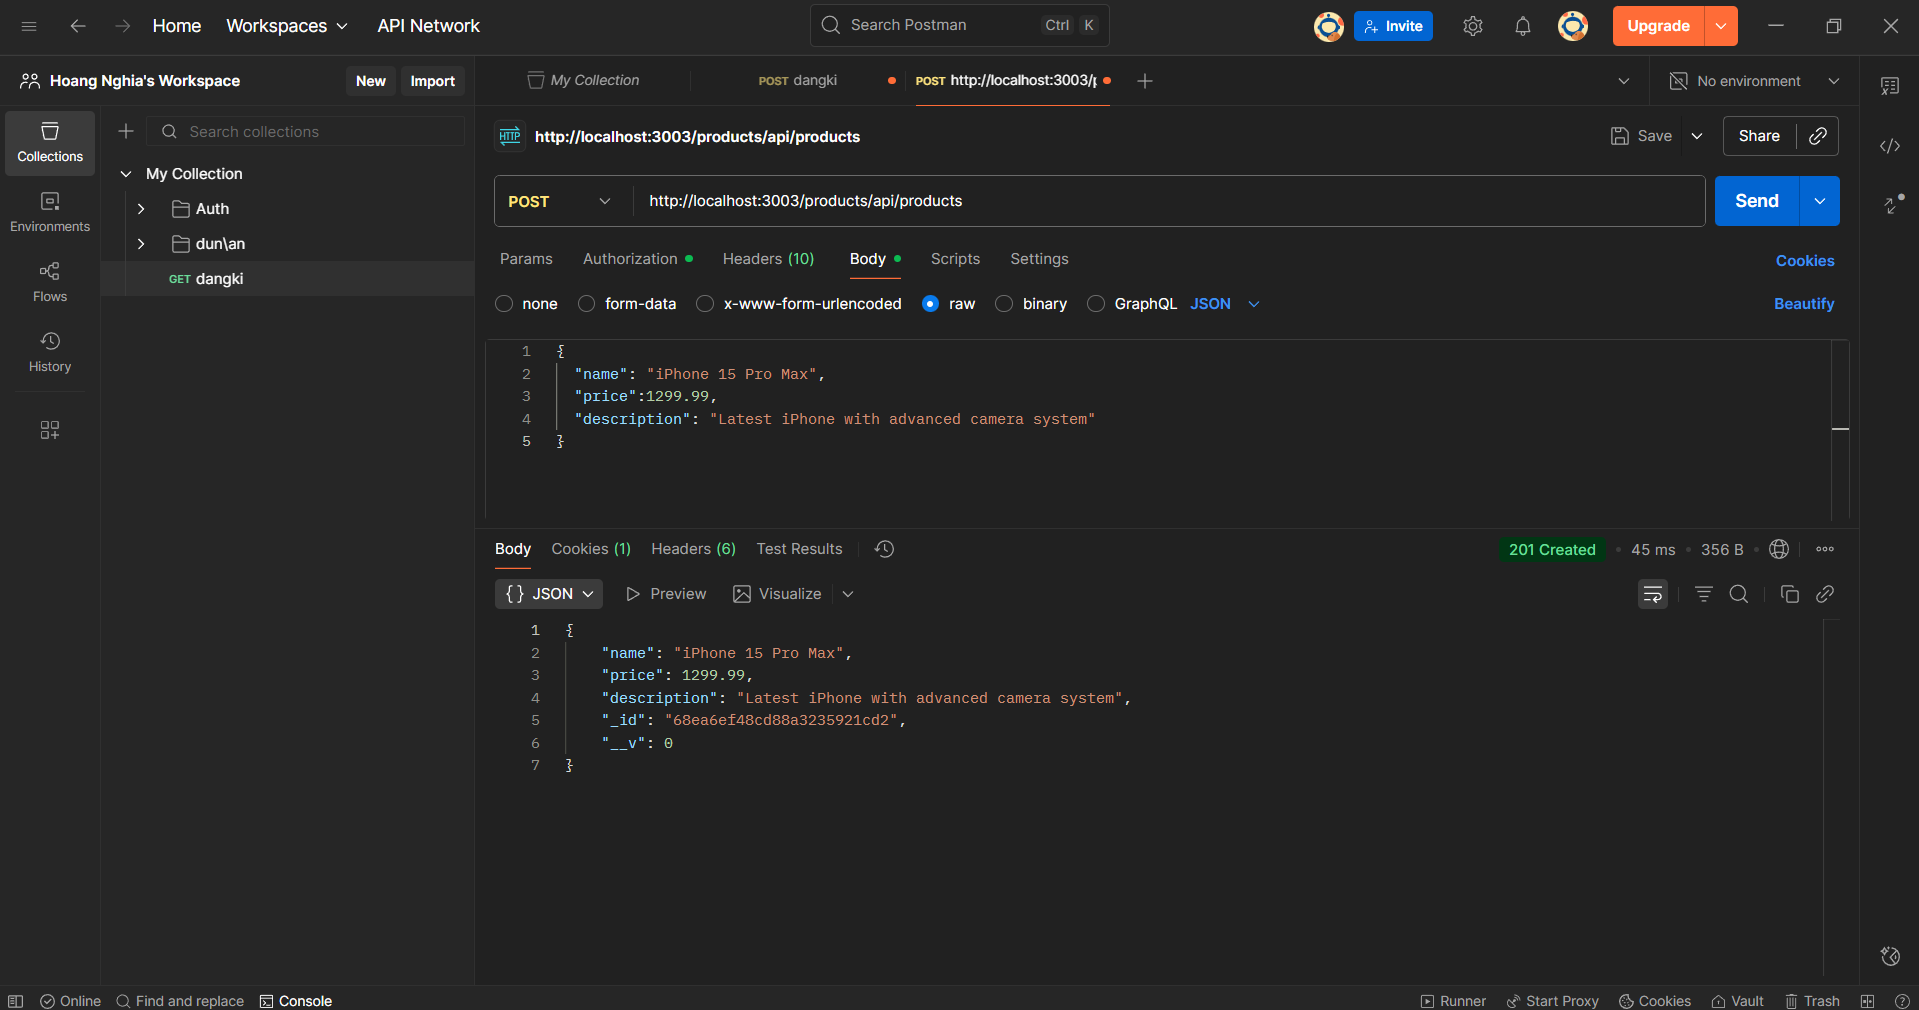 Home Workspaces API Network Search Postman Ctrl K Invite Upgrade
Hoang Nghia's Workspace New Import My Collection POST dangki POST http://localhost:3003/ No environment
Search collections
Collections
Environments
Flows
History
My Collection
Auth
dun\an
GET dangki
HTTP http://localhost:3003/products/api/products Save Share
POST http://localhost:3003/products/api/products Send
Params Authorization Headers (10) Body Scripts Settings Cookies
none form-data x-www-form-urlencoded raw binary GraphQL JSON Beautify
1 {
2 "name": "iPhone 15 Pro Max",
3 "price":1299.99,
4 "description": "Latest iPhone with advanced camera system"
5 }
Body Cookies (1) Headers (6) Test Results 201 Created • 45 ms • 356 B •
{} JSON Preview Visualize
1 {
2 "name": "iPhone 15 Pro Max",
3 "price": 1299.99,
4 "description": "Latest iPhone with advanced camera system",
5 "_id": "68ea6ef48cd88a3235921cd2",
6 "__v": 0
7 }
Online Find and replace Console Runner Start Proxy Cookies Vault Trash